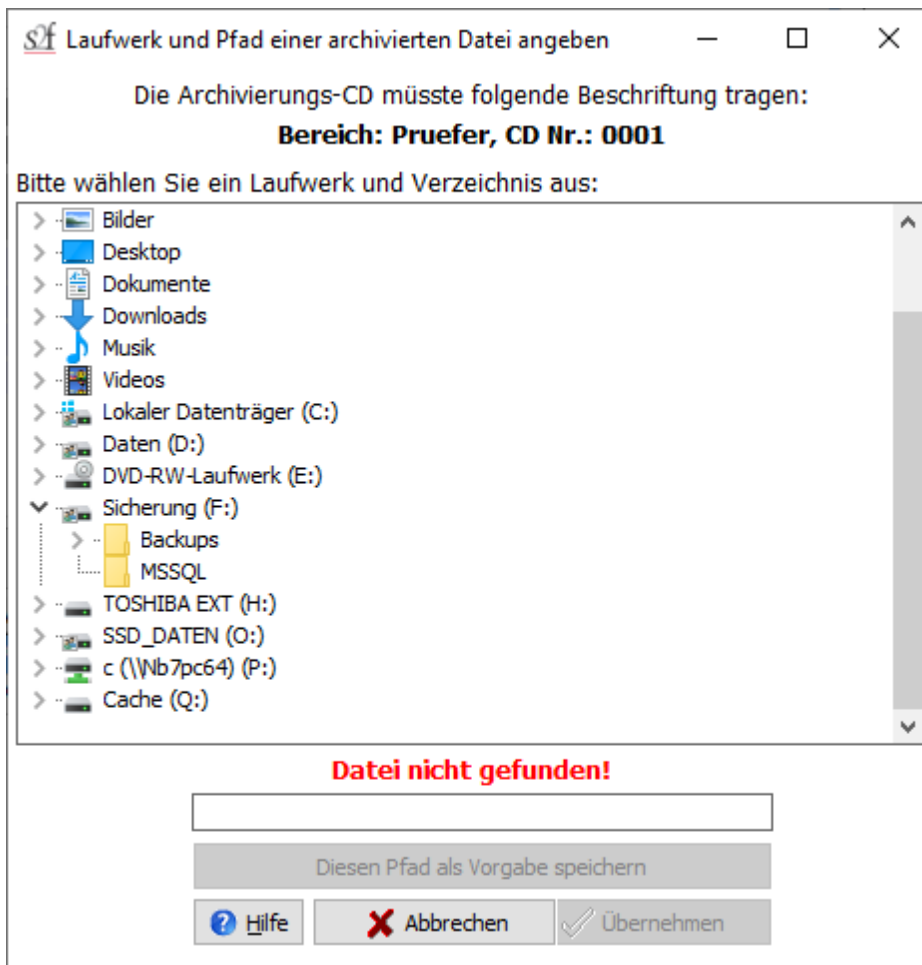 s2f Laufwerk und Pfad einer archivierten Datei angeben
Die Archivierungs-CD müsste folgende Beschriftung tragen:
Bereich: Pruefer, CD Nr.: 0001
Bitte wählen Sie ein Laufwerk und Verzeichnis aus:
Bilder
Desktop
Dokumente
Downloads
Musik
Videos
Lokaler Datenträger (C:)
Daten (D:)
DVD-RW-Laufwerk (E:)
Sicherung (F:)
Backups
MSSQL
TOSHIBA EXT (H:)
SSD_DATEN (O:)
c (\\Nb7pc64) (P:)
Cache (Q:)
Datei nicht gefunden!
Diesen Pfad als Vorgabe speichern
Hilfe Abbrechen Übernehmen